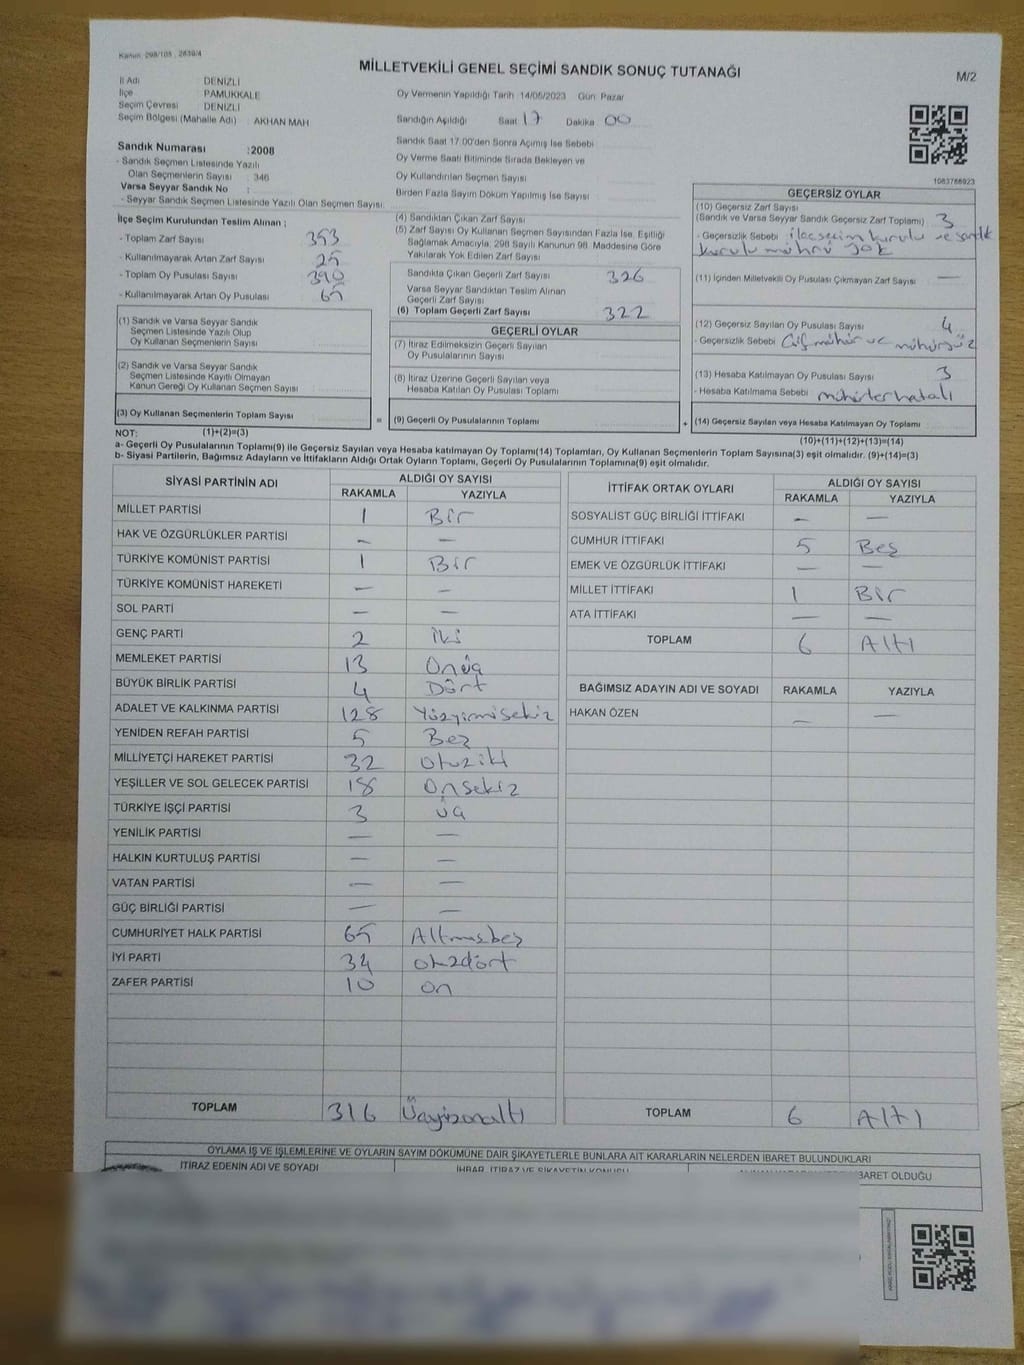 Kanun: 298/105 , 2839/4
MİLLETVEKİLİ GENEL SEÇİMİ SANDIK SONUÇ TUTANAĞI
M/2
İl Adı DENİZLİ
İlçe PAMUKKALE
Seçim Çevresi DENİZLİ
Seçim Bölgesi (Mahalle Adı) : AKHAN MAH
Oy Vermenin Yapıldığı Tarih 14/05/2023 Gün Pazar
Sandığın Açıldığı Saat 17 Dakika 00
Sandık Numarası :2008
- Sandık Seçmen Listesinde Yazılı
Olan Seçmenlerin Sayısı : 346
Varsa Seyyar Sandık No :
- Seyyar Sandık Seçmen Listesinde Yazılı Olan Seçmen Sayısı:
Sandık Saat 17.00'den Sonra Açımış İse Sebebi
Oy Verme Saati Bitiminde Sırada Bekleyen ve
Oy Kullandırılan Seçmen Sayısı
Birden Fazla Sayım Döküm Yapılmış İse Sayısı
1083766923
İlçe Seçim Kurulundan Teslim Alınan ;
- Toplam Zarf Sayısı 353
- Kullanılmayarak Artan Zarf Sayısı 25
- Toplam Oy Pusulası Sayısı 390
- Kullanılmayarak Artan Oy Pusulası 65
(4) Sandıktan Çıkan Zarf Sayısı
(5) Zarf Sayısı Oy Kullanan Seçmen Sayısından Fazla İse, Eşitliği
Sağlamak Amacıyla, 298 Sayılı Kanunun 98. Maddesine Göre
Yakılarak Yok Edilen Zarf Sayısı
Sandıkta Çıkan Geçerli Zarf Sayısı 326
Varsa Seyyar Sandıktan Teslim Alınan
Geçerli Zarf Sayısı
(6) Toplam Geçerli Zarf Sayısı 322
GEÇERSİZ OYLAR
(10) Geçersiz Zarf Sayısı
(Sandık ve Varsa Seyyar Sandık Geçersiz Zarf Toplamı) 3
- Geçersizlik Sebebi ilçe seçim kurulu ve sandık
kurulu mührü yok
(11) İçinden Milletvekili Oy Pusulası Çıkmayan Zarf Sayısı —
(12) Geçersiz Sayılan Oy Pusulası Sayısı 4
- Geçersizlik Sebebi Çift mühür ve mühürsüz
(13) Hesaba Katılmayan Oy Pusulası Sayısı 3
- Hesaba Katılmama Sebebi mühürler hatalı
(14) Geçersiz Sayılan veya Hesaba Katılmayan Oy Toplamı
(10)+(11)+(12)+(13)=(14)
(1) Sandık ve Varsa Seyyar Sandık
Seçmen Listesinde Yazılı Olup
Oy Kullanan Seçmenlerin Sayısı
(2) Sandık ve Varsa Seyyar Sandık
Seçmen Listesinde Kayıtlı Olmayan
Kanun Gereği Oy Kullanan Seçmen Sayısı
(3) Oy Kullanan Seçmenlerin Toplam Sayısı =
(1)+(2)=(3)
GEÇERLİ OYLAR
(7) İtiraz Edilmeksizin Geçerli Sayılan
Oy Pusulalarının Sayısı
(8) İtiraz Üzerine Geçerli Sayılan veya
Hesaba Katılan Oy Pusulası Toplamı
(9) Geçerli Oy Pusulalarının Toplamı +
NOT:
a- Geçerli Oy Pusulalarının Toplamı(9) ile Geçersiz Sayılan veya Hesaba katılmayan Oy Toplamı(14) Toplamları, Oy Kullanan Seçmenlerin Toplam Sayısına(3) eşit olmalıdır. (9)+(14)=(3)
b- Siyasi Partilerin, Bağımsız Adayların ve İttifakların Aldığı Ortak Oyların Toplamı, Geçerli Oy Pusulalarının Toplamına(9) eşit olmalıdır.
SİYASİ PARTİNİN ADI ALDIĞI OY SAYISI
RAKAMLA YAZIYLA
MİLLET PARTİSİ 1 Bir
HAK VE ÖZGÜRLÜKLER PARTİSİ — —
TÜRKİYE KOMÜNİST PARTİSİ 1 Bir
TÜRKİYE KOMÜNİST HAREKETİ — —
SOL PARTİ — —
GENÇ PARTİ 2 iki
MEMLEKET PARTİSİ 13 Onüç
BÜYÜK BİRLİK PARTİSİ 4 Dört
ADALET VE KALKINMA PARTİSİ 128 Yüzyirmisekiz
YENİDEN REFAH PARTİSİ 5 Beş
MİLLİYETÇİ HAREKET PARTİSİ 32 Otuziki
YEŞİLLER VE SOL GELECEK PARTİSİ 18 Onsekiz
TÜRKİYE İŞÇİ PARTİSİ 3 üç
YENİLİK PARTİSİ — —
HALKIN KURTULUŞ PARTİSİ — —
VATAN PARTİSİ — —
GÜÇ BİRLİĞİ PARTİSİ — —
CUMHURİYET HALK PARTİSİ 65 Altmışbeş
İYİ PARTİ 34 otuzdört
ZAFER PARTİSİ 10 on
TOPLAM 316 Üçyüzonaltı
İTTİFAK ORTAK OYLARI ALDIĞI OY SAYISI
RAKAMLA YAZIYLA
SOSYALİST GÜÇ BİRLİĞİ İTTİFAKI — —
CUMHUR İTTİFAKI 5 Beş
EMEK VE ÖZGÜRLÜK İTTİFAKI — —
MİLLET İTTİFAKI 1 Bir
ATA İTTİFAKI — —
TOPLAM 6 Altı
BAĞIMSIZ ADAYIN ADI VE SOYADI RAKAMLA YAZIYLA
HAKAN ÖZEN — —
TOPLAM 6 Altı
OYLAMA İŞ VE İŞLEMLERİNE VE OYLARIN SAYIM DÖKÜMÜNE DAİR ŞİKAYETLERLE BUNLARA AİT KARARLARIN NELERDEN İBARET BULUNDUKLARI
İTİRAZ EDENİN ADI VE SOYADI İHBAR, İTİRAZ VE ŞİKAYETİN KONUSU İBARET OLDUĞU